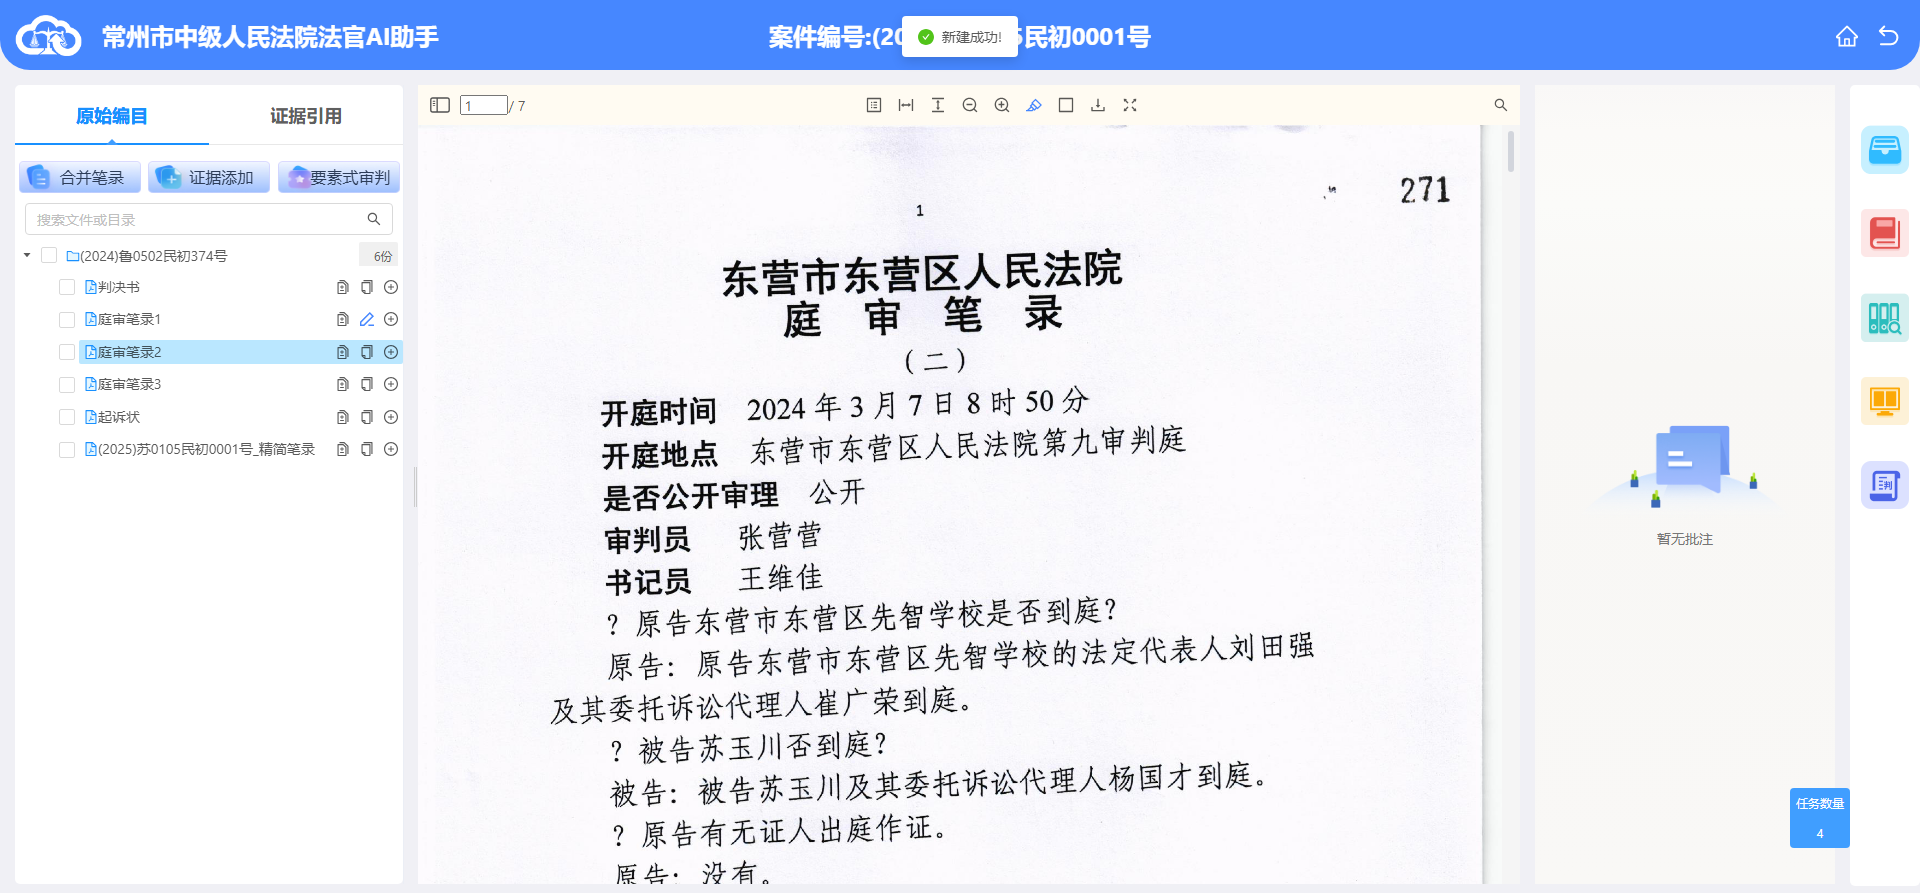 常州市中级人民法院法官AI助手
案件编号:(20
新建成功!
5民初0001号
原始编目
证据引用
合并笔录
证据添加
要素式审判
搜索文件或目录
(2024)鲁0502民初374号
6份
判决书
庭审笔录1
庭审笔录2
庭审笔录3
起诉状
(2025)苏0105民初0001号_精简笔录
1 / 7
271
1
东营市东营区人民法院
庭 审 笔 录
(二)
开庭时间 2024 年 3 月 7 日 8 时 50 分
开庭地点 东营市东营区人民法院第九审判庭
是否公开审理 公开
审判员 张营营
书记员 王维佳
？原告东营市东营区先智学校是否到庭？
原告：原告东营市东营区先智学校的法定代表人刘田强
及其委托诉讼代理人崔广荣到庭。
？被告苏玉川否到庭？
被告：被告苏玉川及其委托诉讼代理人杨国才到庭。
？原告有无证人出庭作证。
原告：没有。
暂无批注
任务数量
4
判